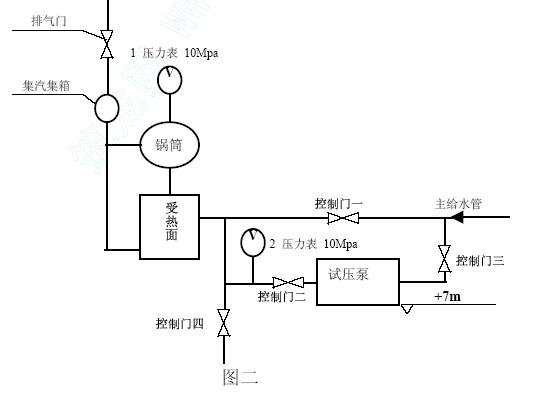 排气门
1 压力表 10Mpa
集汽集箱
锅筒
受热面
控制门一
主给水管
2 压力表 10Mpa
控制门三
试压泵
控制门二
+7m
控制门四
图二